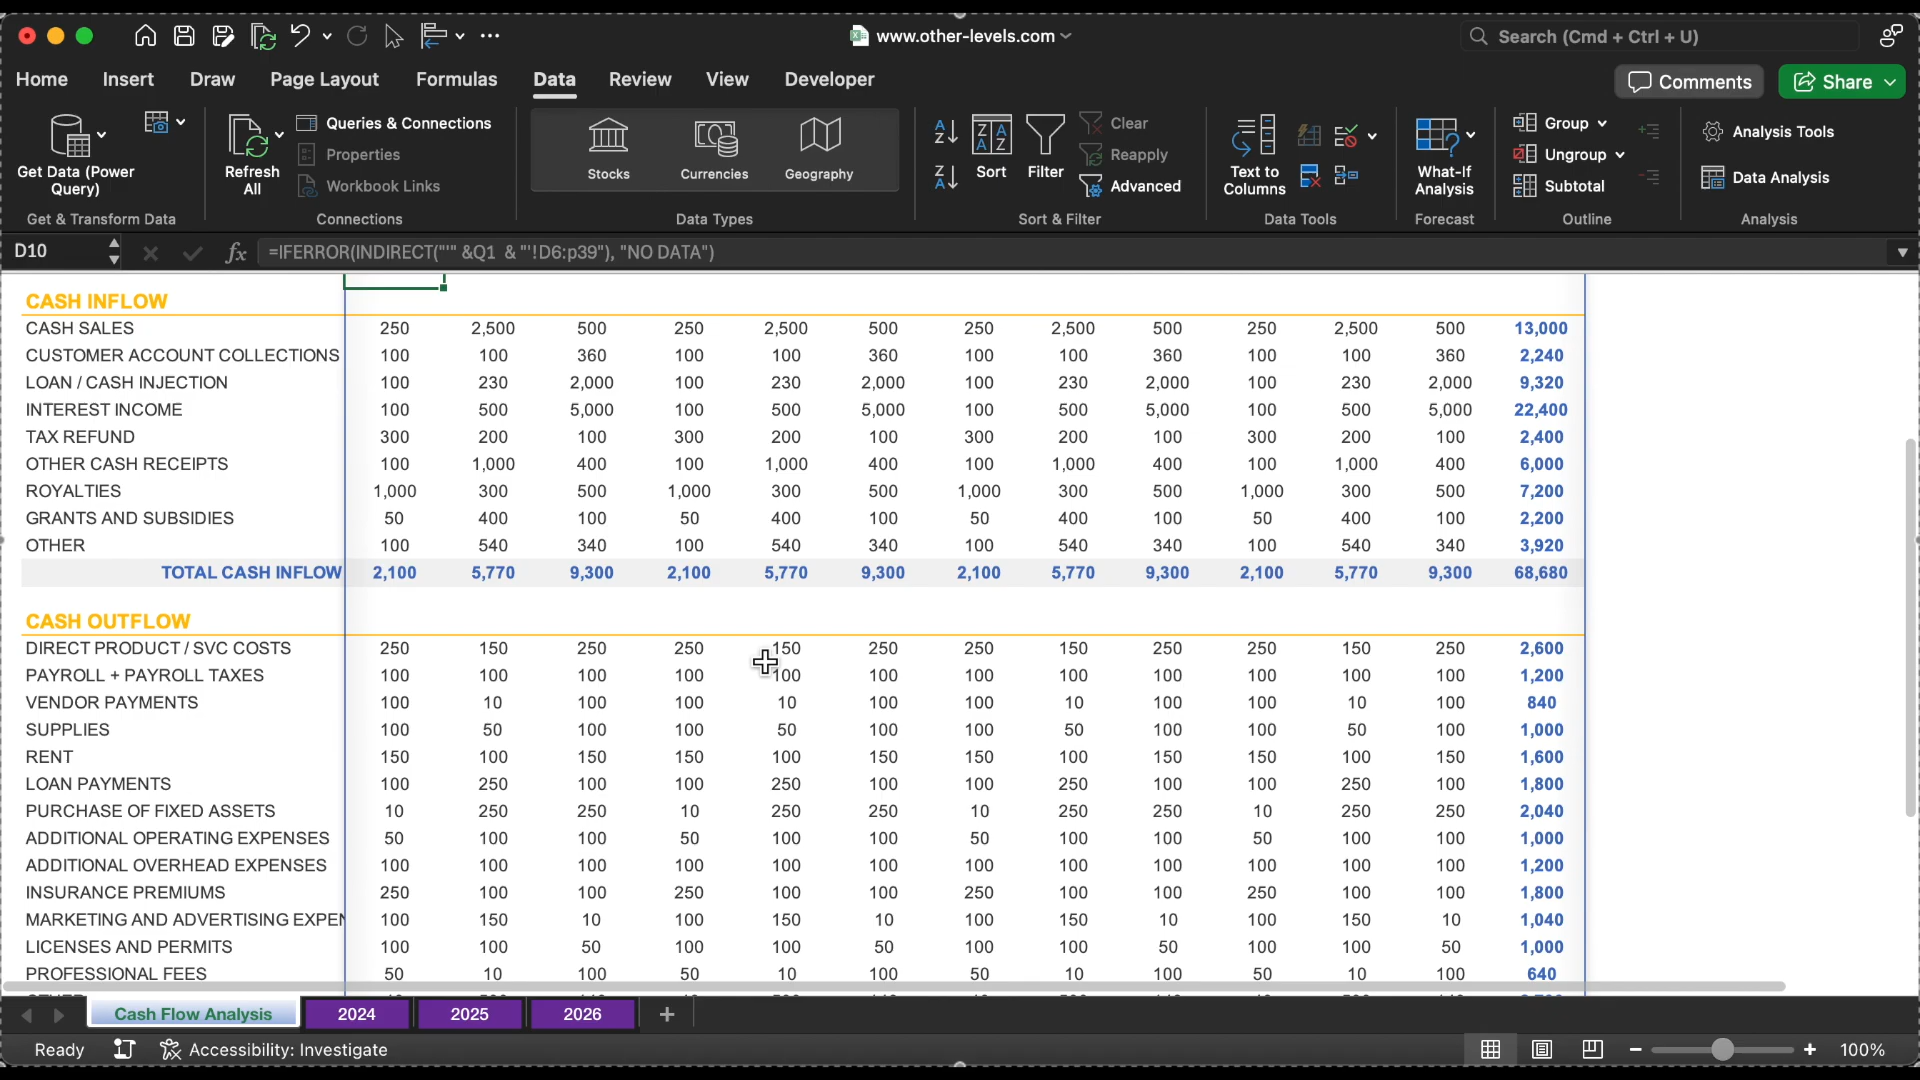 www.other-levels.com
Search (Cmd + Ctrl + U)
Home Insert Draw Page Layout Formulas Data Review View Developer
Comments Share
Get Data (Power Query)
Get & Transform Data
Refresh All
Queries & Connections
Properties
Workbook Links
Connections
Stocks Currencies Geography
Data Types
Sort Filter
Clear
Reapply
Advanced
Sort & Filter
Text to Columns
Data Tools
What-If Analysis
Forecast
Group
Ungroup
Subtotal
Outline
Analysis Tools
Data Analysis
Analysis
D10 fx =IFERROR(INDIRECT("'" &Q1 & "'!D6:p39"), "NO DATA")
CASH INFLOW
CASH SALES 250 2,500 500 250 2,500 500 250 2,500 500 250 2,500 500 13,000
CUSTOMER ACCOUNT COLLECTIONS 100 100 360 100 100 360 100 100 360 100 100 360 2,240
LOAN / CASH INJECTION 100 230 2,000 100 230 2,000 100 230 2,000 100 230 2,000 9,320
INTEREST INCOME 100 500 5,000 100 500 5,000 100 500 5,000 100 500 5,000 22,400
TAX REFUND 300 200 100 300 200 100 300 200 100 300 200 100 2,400
OTHER CASH RECEIPTS 100 1,000 400 100 1,000 400 100 1,000 400 100 1,000 400 6,000
ROYALTIES 1,000 300 500 1,000 300 500 1,000 300 500 1,000 300 500 7,200
GRANTS AND SUBSIDIES 50 400 100 50 400 100 50 400 100 50 400 100 2,200
OTHER 100 540 340 100 540 340 100 540 340 100 540 340 3,920
TOTAL CASH INFLOW 2,100 5,770 9,300 2,100 5,770 9,300 2,100 5,770 9,300 2,100 5,770 9,300 68,680
CASH OUTFLOW
DIRECT PRODUCT / SVC COSTS 250 150 250 250 150 250 250 150 250 250 150 250 2,600
PAYROLL + PAYROLL TAXES 100 100 100 100 100 100 100 100 100 100 100 100 1,200
VENDOR PAYMENTS 100 10 100 100 10 100 100 10 100 100 10 100 840
SUPPLIES 100 50 100 100 50 100 100 50 100 100 50 100 1,000
RENT 150 100 150 150 100 150 150 100 150 150 100 150 1,600
LOAN PAYMENTS 100 250 100 100 250 100 100 250 100 100 250 100 1,800
PURCHASE OF FIXED ASSETS 10 250 250 10 250 250 10 250 250 10 250 250 2,040
ADDITIONAL OPERATING EXPENSES 50 100 100 50 100 100 50 100 100 50 100 100 1,000
ADDITIONAL OVERHEAD EXPENSES 100 100 100 100 100 100 100 100 100 100 100 100 1,200
INSURANCE PREMIUMS 250 100 100 250 100 100 250 100 100 250 100 100 1,800
MARKETING AND ADVERTISING EXPEN 100 150 10 100 150 10 100 150 10 100 150 10 1,040
LICENSES AND PERMITS 100 100 50 100 100 50 100 100 50 100 100 50 1,000
PROFESSIONAL FEES 50 10 100 50 10 100 50 10 100 50 10 100 640
Cash Flow Analysis 2024 2025 2026
Ready Accessibility: Investigate 100%